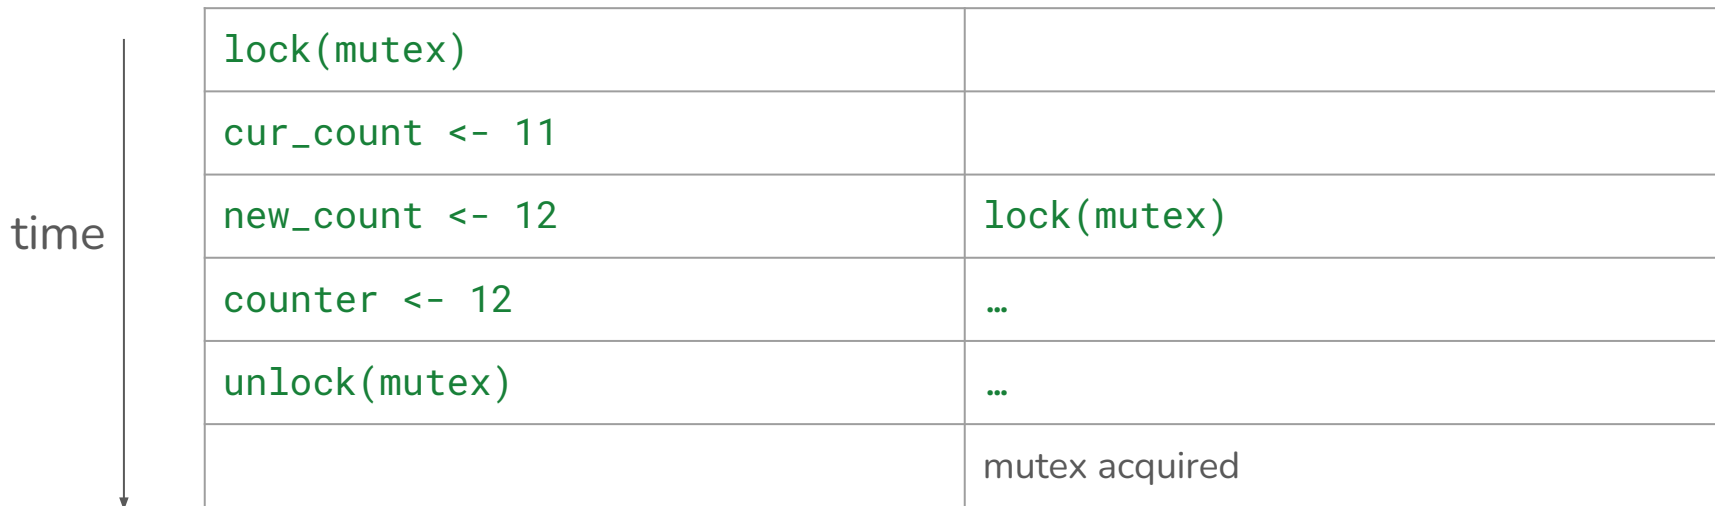 lock(mutex)
cur_count <- 11
time
new_count <- 12
lock(mutex)
counter <- 12
…
unlock(mutex)
…
mutex acquired